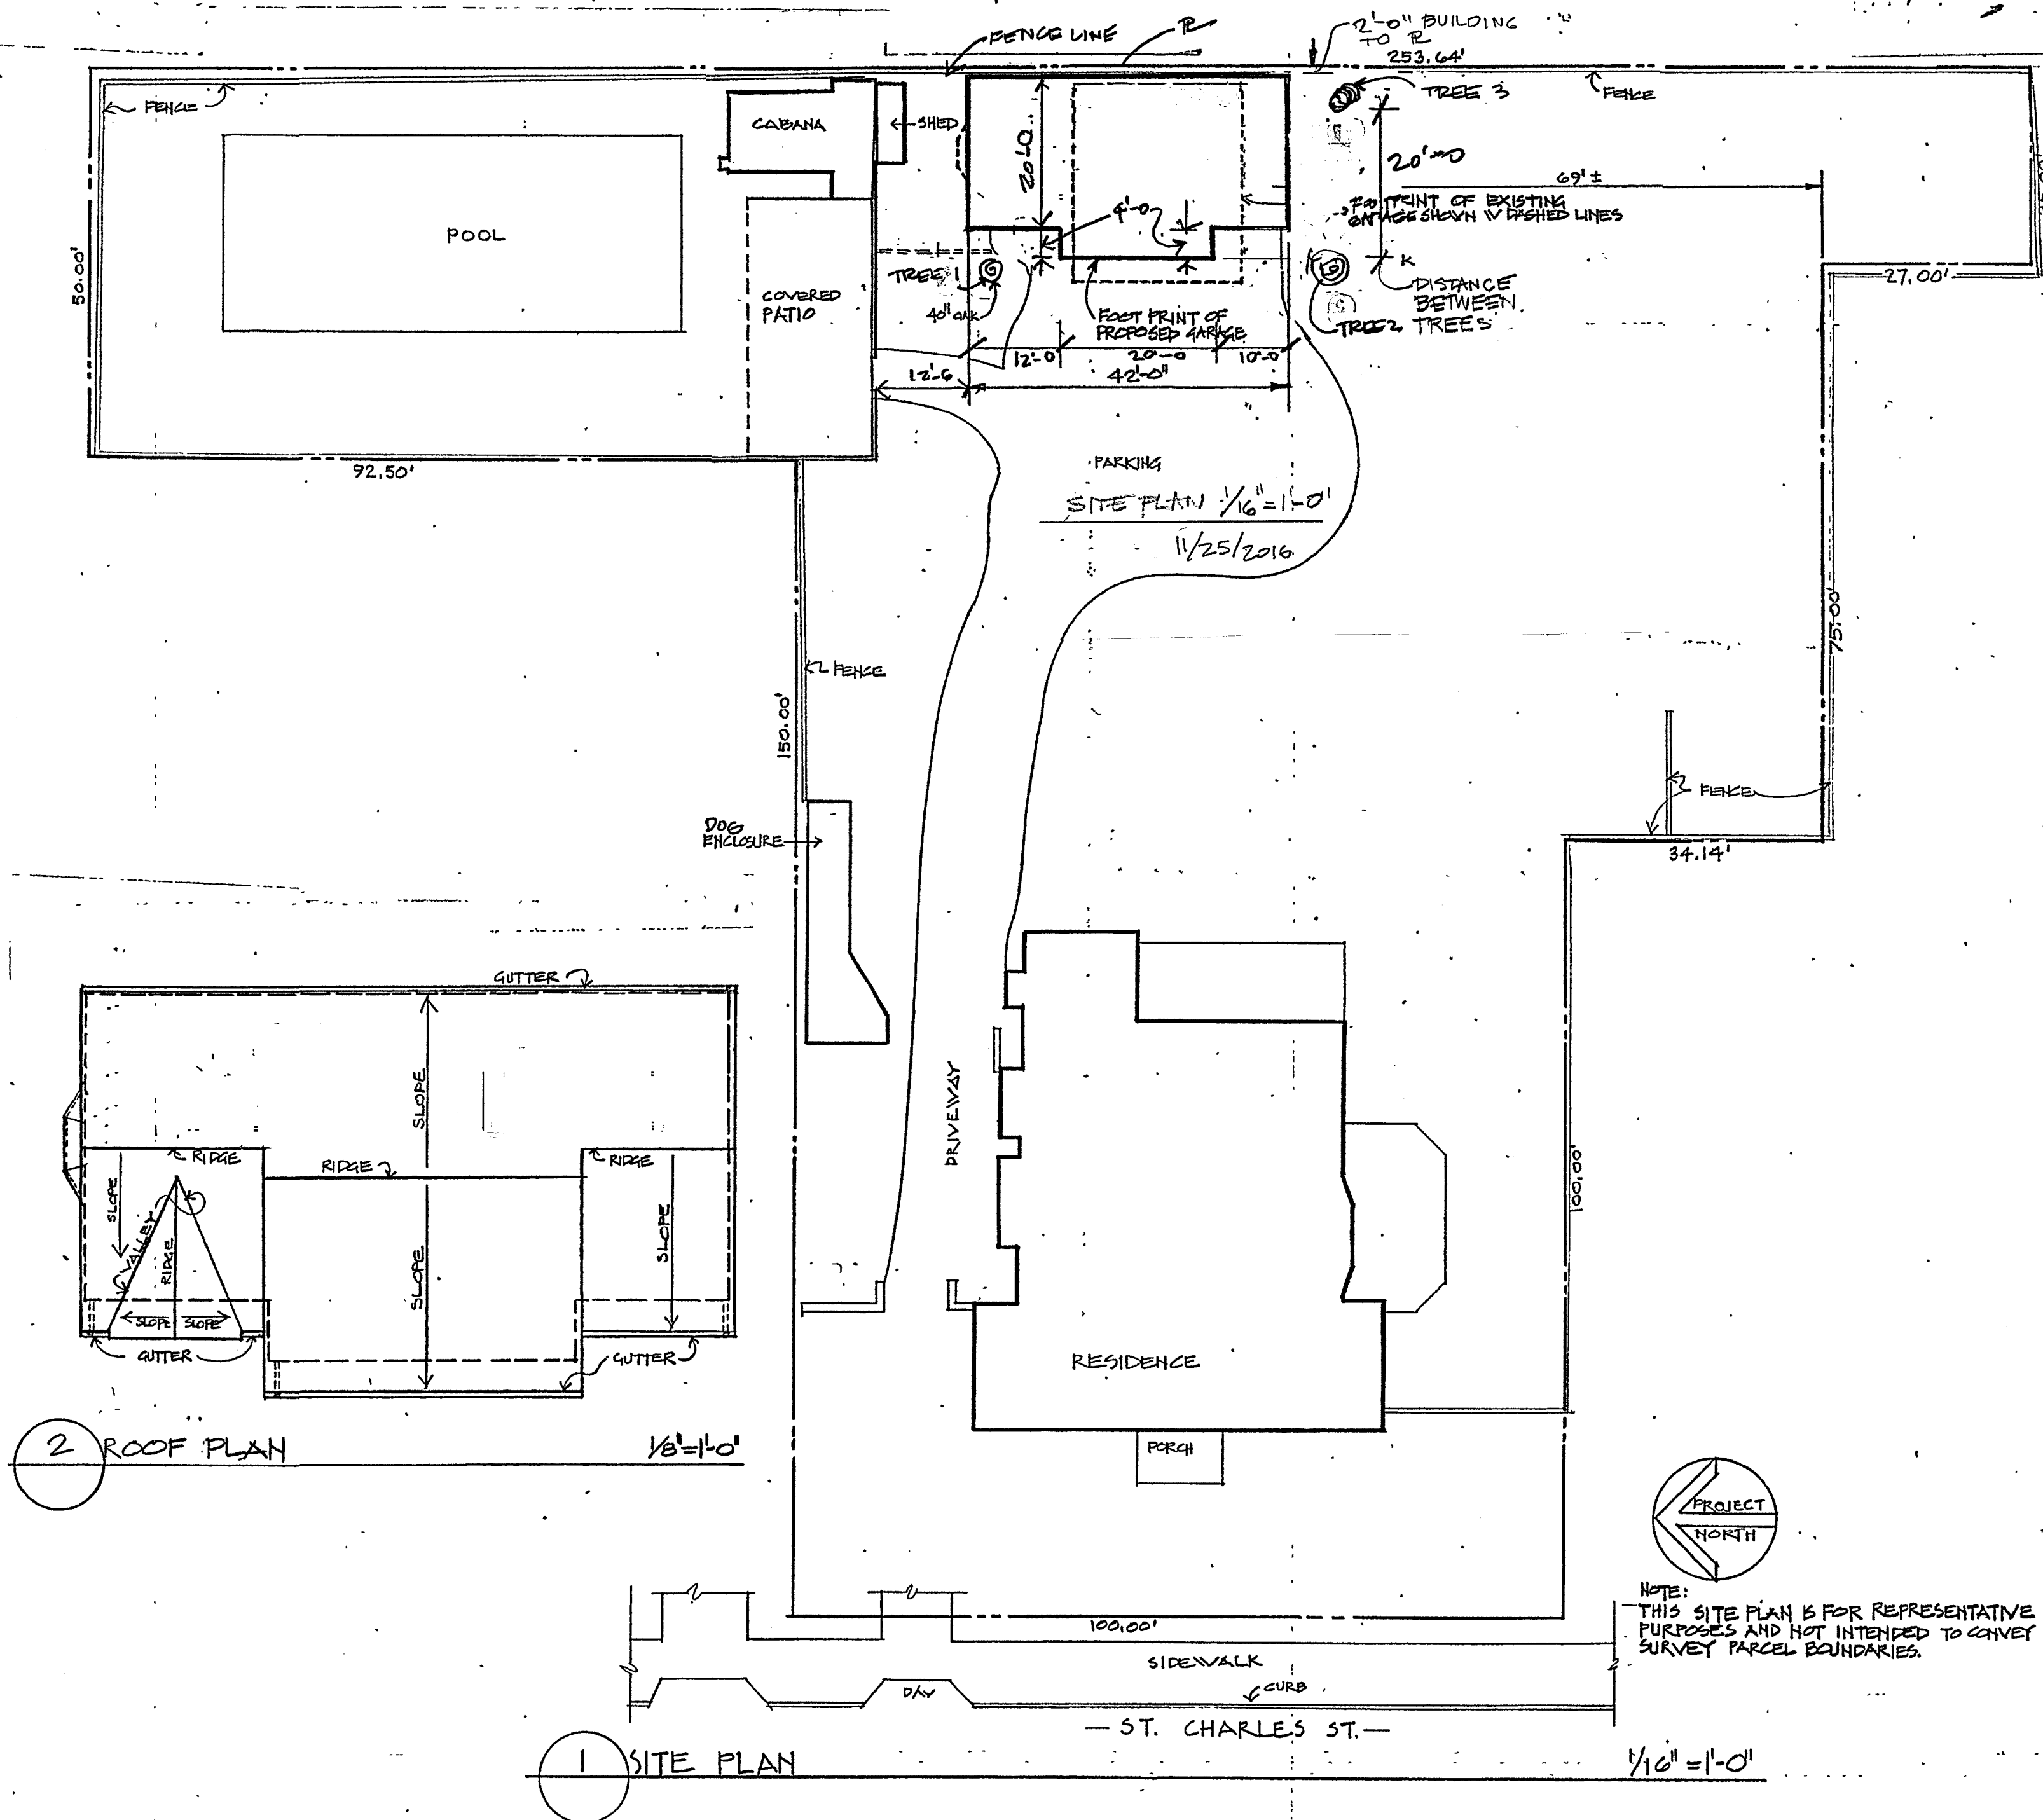 FENCE LINE
PL
2'-0" BUILDING
TO PL
253.64'
FENCE
CABANA
SHED
20'-0
TREE 3
FENCE
20'-0
69'±
FOOTPRINT OF EXISTING
GARAGE SHOWN W DASHED LINES
POOL
4'-0
50.00'
COVERED
PATIO
TREE 1
40" OAK
FOOT PRINT OF
PROPOSED GARAGE
TREE 2
DISTANCE
BETWEEN
TREES
27.00'
12'-0
20'-0
10'-0
12'-6
42'-0"
92.50'
PARKING
SITE PLAN 1/16"=1'-0"
11/25/2016
75.00'
FENCE
150.00'
FENCE
DOG
ENCLOSURE
34.14'
GUTTER
SLOPE
RIDGE
RIDGE
RIDGE
SLOPE
VALLEY
RIDGE
SLOPE
SLOPE
SLOPE
SLOPE
GUTTER
GUTTER
DRIVEWAY
100.00'
RESIDENCE
PORCH
2 ROOF PLAN 1/8"=1'-0"
PROJECT
NORTH
NOTE:
THIS SITE PLAN IS FOR REPRESENTATIVE
PURPOSES AND NOT INTENDED TO CONVEY
SURVEY PARCEL BOUNDARIES.
100.00'
SIDEWALK
D/W
CURB
— ST. CHARLES ST. —
1 SITE PLAN 1/16"=1'-0"